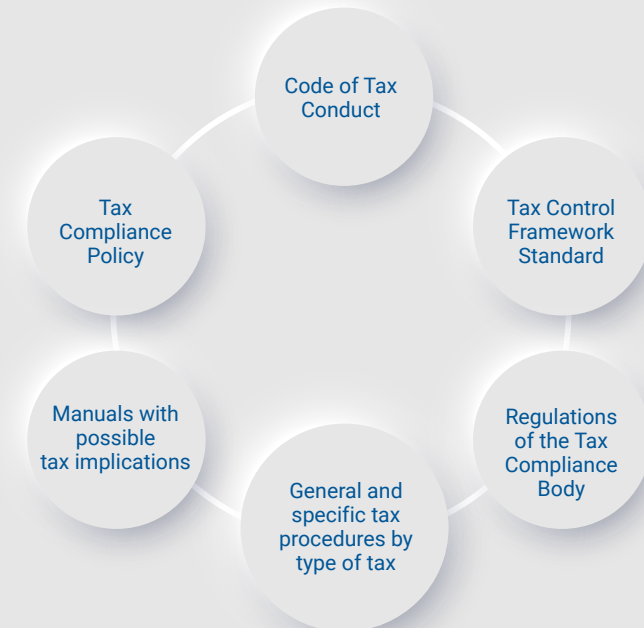 Code of Tax
Conduct
Tax
Compliance
Policy
Tax Control
Framework
Standard
Manuals with
possible
tax implications
Regulations
of the Tax
Compliance
Body
General and
specific tax
procedures by
type of tax